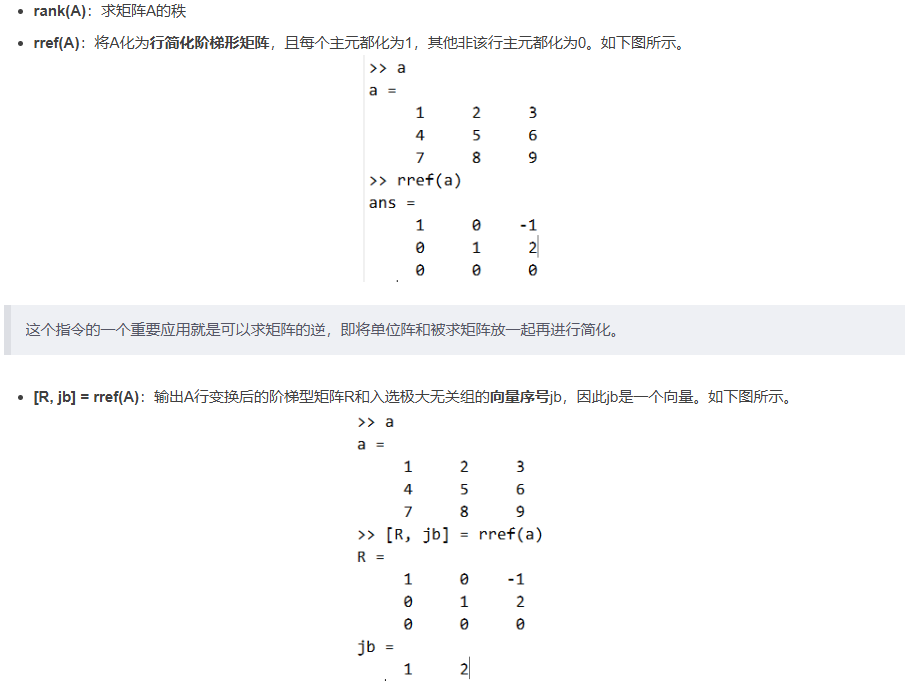 rank(A)：求矩阵A的秩
rref(A)：将A化为行简化阶梯形矩阵，且每个主元都化为1，其他非该行主元都化为0。如下图所示。
>> a
a =
1 2 3
4 5 6
7 8 9
>> rref(a)
ans =
1 0 -1
0 1 2
0 0 0
这个指令的一个重要应用就是可以求矩阵的逆，即将单位阵和被求矩阵放一起再进行简化。
[R, jb] = rref(A)：输出A行变换后的阶梯型矩阵R和入选极大无关组的向量序号jb，因此jb是一个向量。如下图所示。
>> a
a =
1 2 3
4 5 6
7 8 9
>> [R, jb] = rref(a)
R =
1 0 -1
0 1 2
0 0 0
jb =
1 2